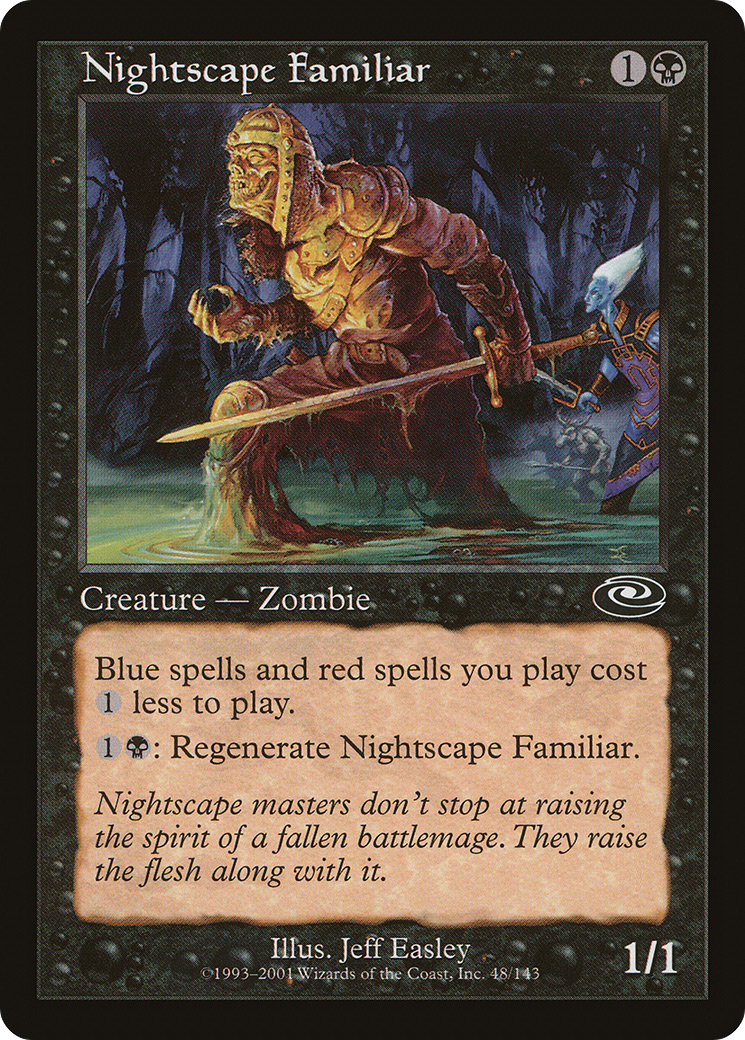 Nightscape Familiar 1
Creature — Zombie
Blue spells and red spells you play cost
1 less to play.
1 : Regenerate Nightscape Familiar.
Nightscape masters don't stop at raising
the spirit of a fallen battlemage. They raise
the flesh along with it.
Illus. Jeff Easley
©1993–2001 Wizards of the Coast, Inc. 48/143
1/1